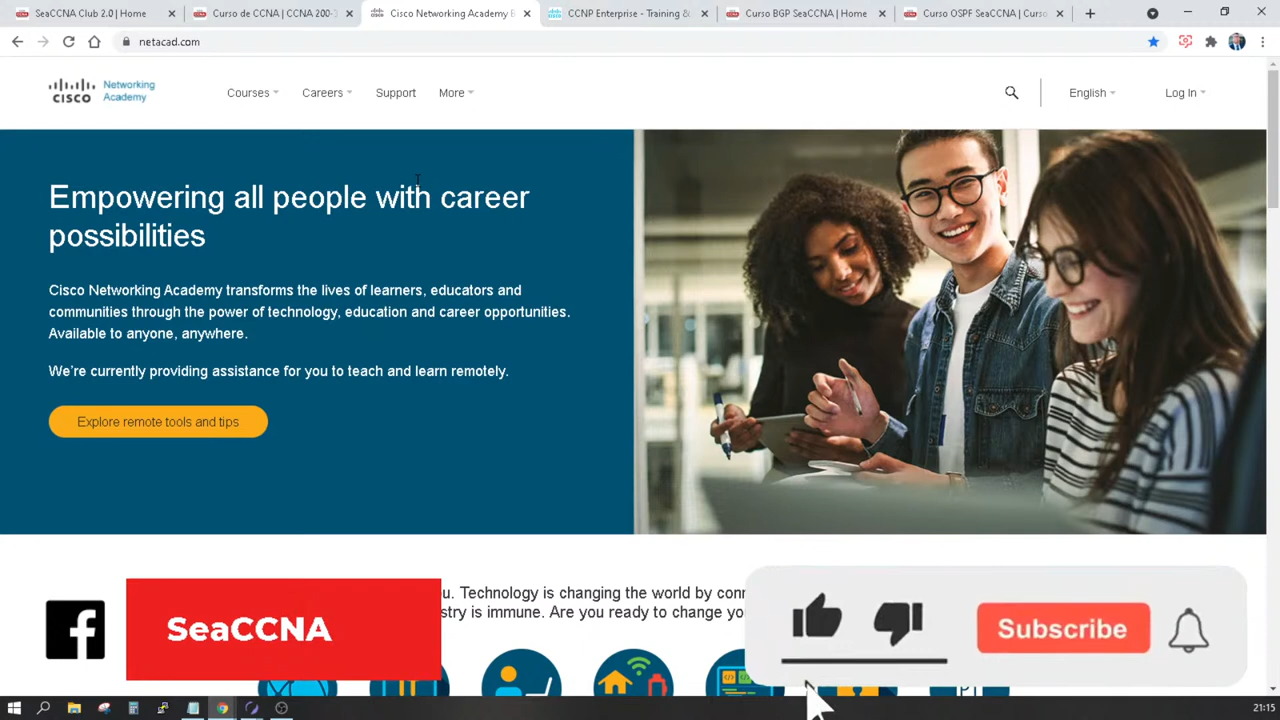 SeaCCNA Club 2.0 | Home
Curso de CCNA | CCNA 200-
Cisco Networking Academy B
CCNP Enterprise - Training &
Curso BGP SeaCCNA | Home
Curso OSPF SeaCCNA | Curso
netacad.com
CISCO
Networking
Academy
Courses
Careers
Support
More
English
Log In
Empowering all people with career
possibilities
Cisco Networking Academy transforms the lives of learners, educators and
communities through the power of technology, education and career opportunities.
Available to anyone, anywhere.
We're currently providing assistance for you to teach and learn remotely.
Explore remote tools and tips
u. Technology is changing the world by conn
stry is immune. Are you ready to change yo
SeaCCNA
Subscribe
21:15